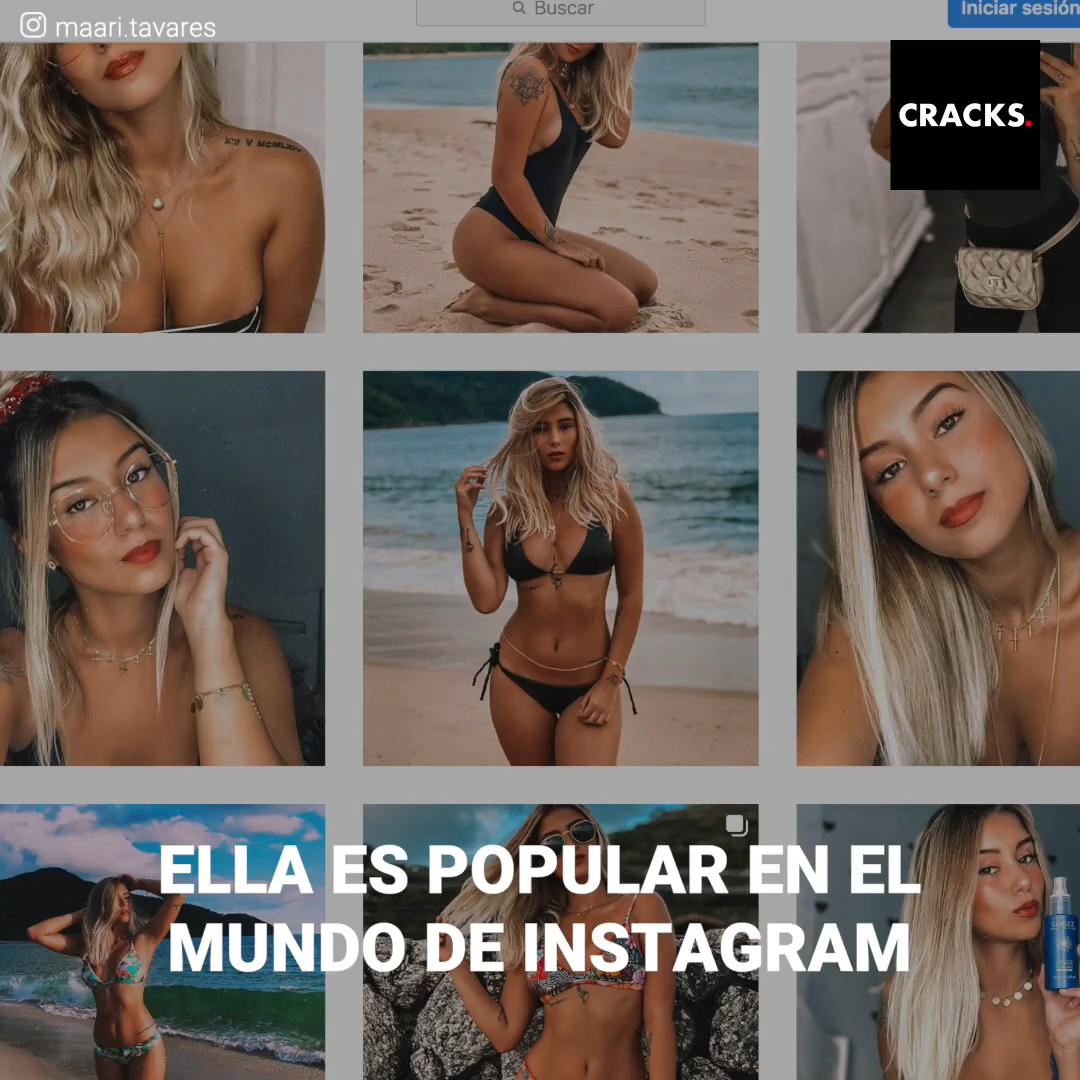 maari.tavares
Buscar
Iniciar sesión
CRACKS.
ELLA ES POPULAR EN EL
MUNDO DE INSTAGRAM